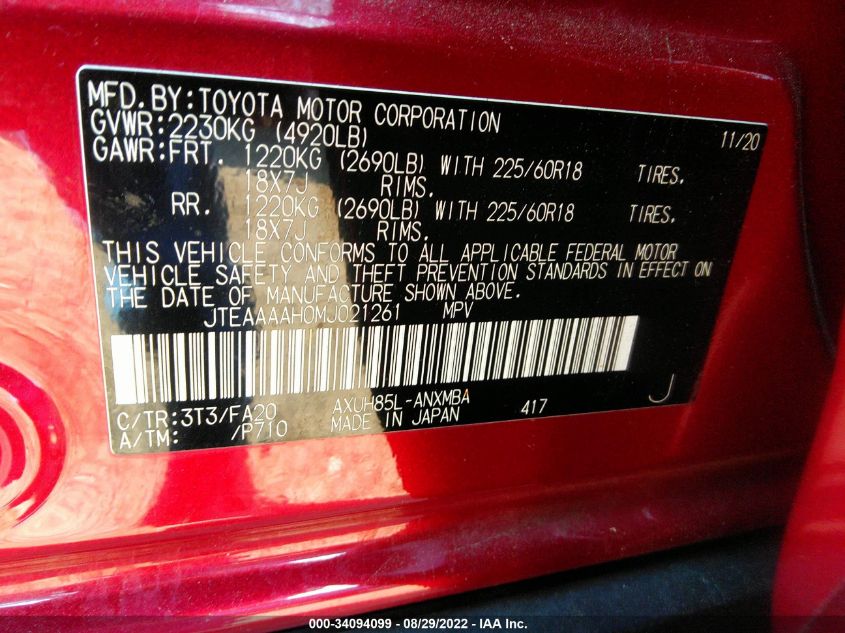 MFD. BY: TOYOTA MOTOR CORPORATION 11/20
GVWR: 2230KG (4920LB)
GAWR: FRT. 1220KG (2690LB) WITH 225/60R18 TIRES.
18X7J RIMS.
RR. 1220KG (2690LB) WITH 225/60R18 TIRES.
18X7J RIMS.
THIS VEHICLE CONFORMS TO ALL APPLICABLE FEDERAL MOTOR
VEHICLE SAFETY AND THEFT PREVENTION STANDARDS IN EFFECT ON
THE DATE OF MANUFACTURE SHOWN ABOVE.
JTEAAAAH0MJ021261 MPV
C/TR: 3T3/FA20 AXUH85L-ANXMBA 417 J
A/TM: /P710 MADE IN JAPAN
000-34094099 - 08/29/2022 - IAA Inc.